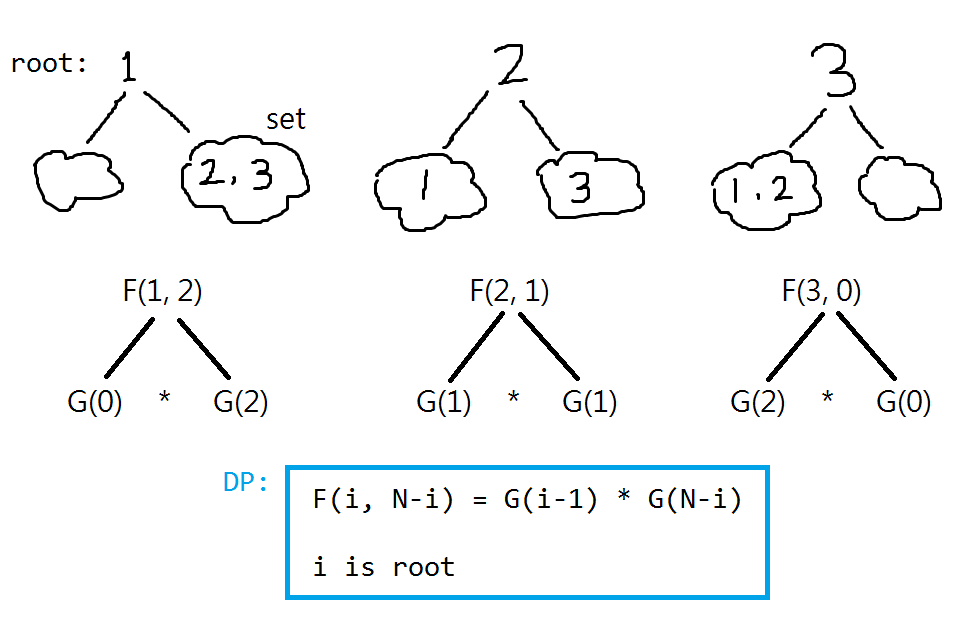 root: 1 2 3
set
2, 3 1 3 1, 2
F(1, 2) F(2, 1) F(3, 0)
G(0) * G(2) G(1) * G(1) G(2) * G(0)
DP: F(i, N-i) = G(i-1) * G(N-i)
i is root